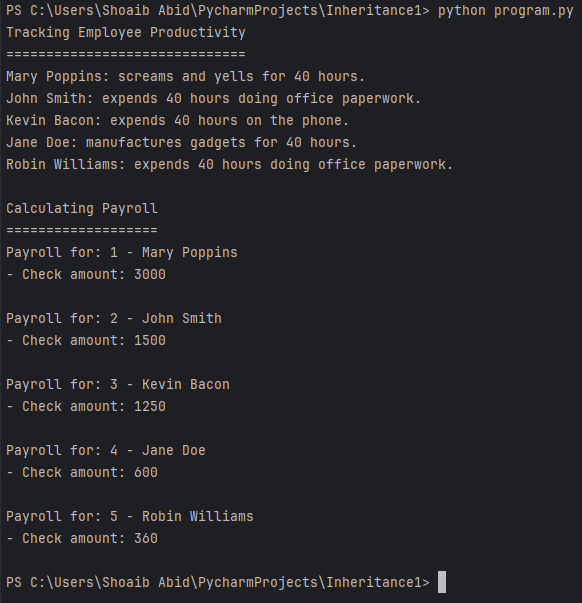 PS C:\Users\Shoaib Abid\PycharmProjects\Inheritance1> python program.py
Tracking Employee Productivity
==============================
Mary Poppins: screams and yells for 40 hours.
John Smith: expends 40 hours doing office paperwork.
Kevin Bacon: expends 40 hours on the phone.
Jane Doe: manufactures gadgets for 40 hours.
Robin Williams: expends 40 hours doing office paperwork.

Calculating Payroll
===================
Payroll for: 1 - Mary Poppins
- Check amount: 3000

Payroll for: 2 - John Smith
- Check amount: 1500

Payroll for: 3 - Kevin Bacon
- Check amount: 1250

Payroll for: 4 - Jane Doe
- Check amount: 600

Payroll for: 5 - Robin Williams
- Check amount: 360

PS C:\Users\Shoaib Abid\PycharmProjects\Inheritance1>